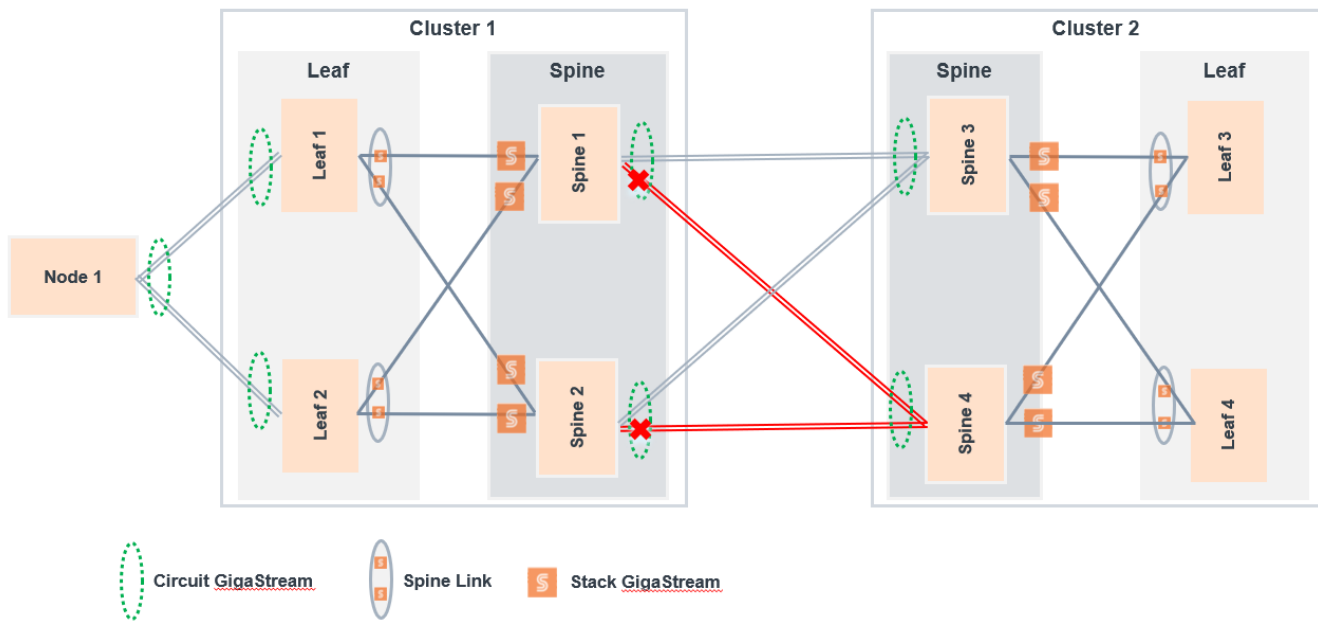 Cluster 1
Cluster 2
Leaf
Spine
Spine
Leaf
Leaf 1
Spine 1
Spine 3
Leaf 3
Node 1
Leaf 2
Spine 2
Spine 4
Leaf 4
Circuit GigaStream
Spine Link
Stack GigaStream